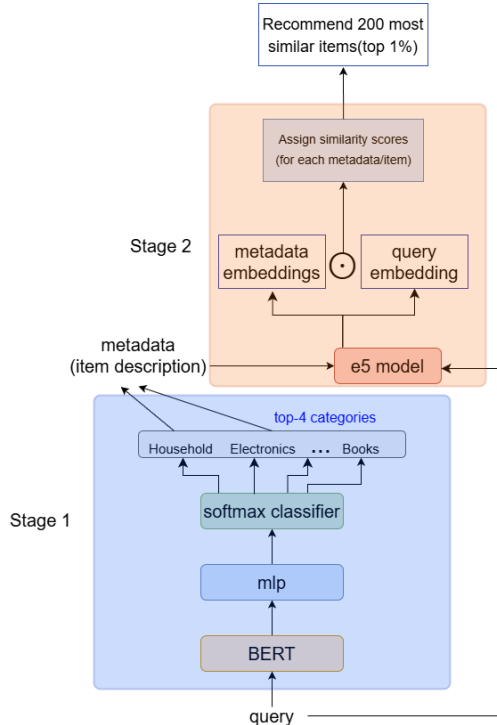 Recommend 200 most
similar items(top 1%)
Assign similarity scores
(for each metadata/item)
Stage 2
metadata
embeddings
query
embedding
metadata
(item description)
e5 model
top-4 categories
Household Electronics ... Books
Stage 1
softmax classifier
mlp
BERT
query